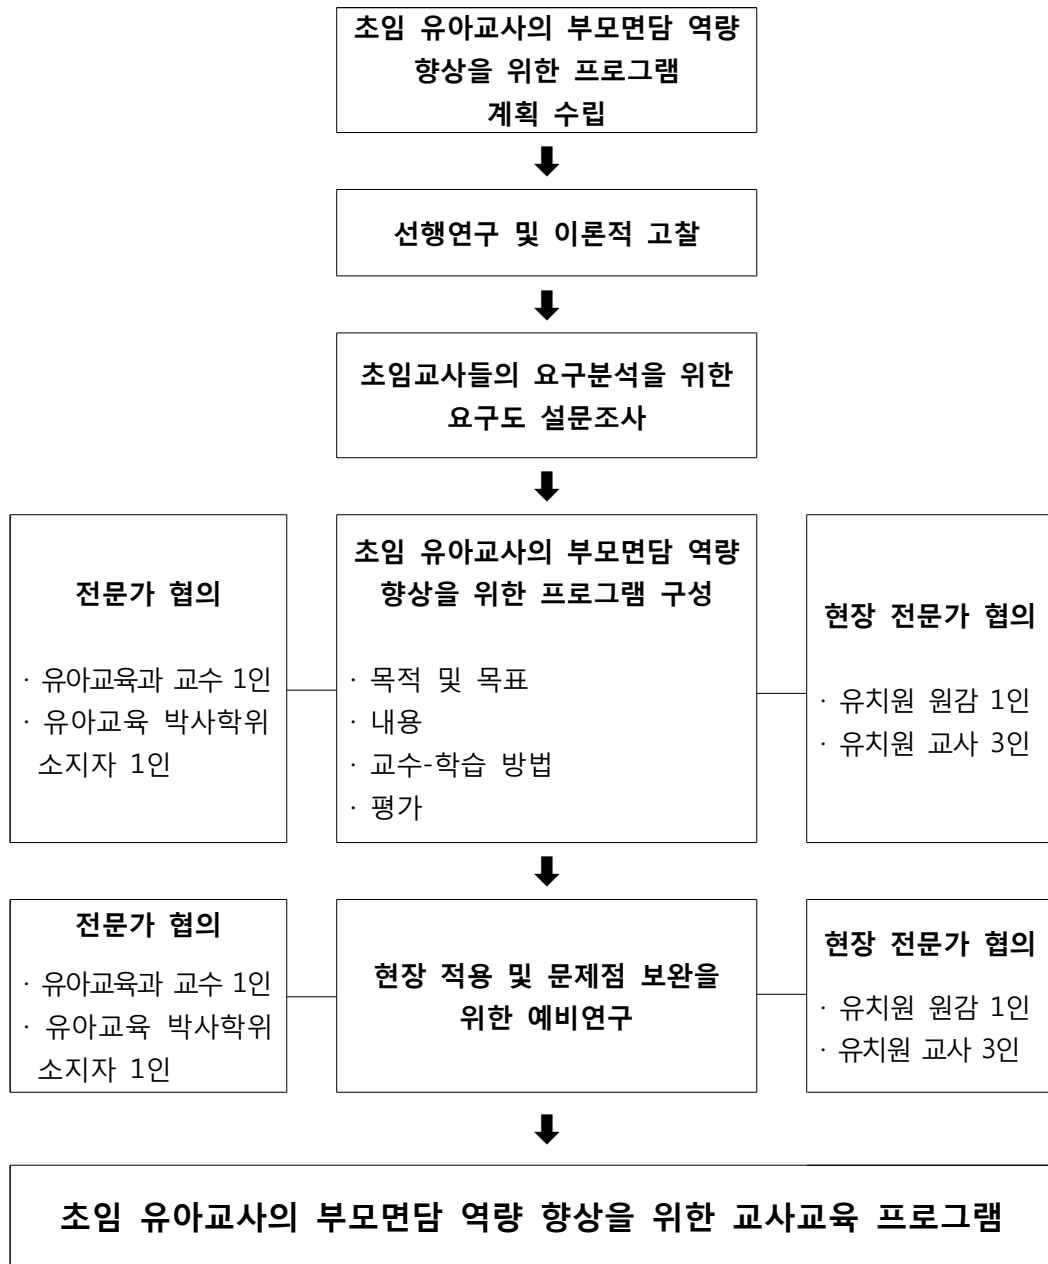 초임 유아교사의 부모면담 역량
향상을 위한 프로그램
계획 수립
선행연구 및 이론적 고찰
초임교사들의 요구분석을 위한
요구도 설문조사
전문가 협의
· 유아교육과 교수 1인
· 유아교육 박사학위
소지자 1인
초임 유아교사의 부모면담 역량
향상을 위한 프로그램 구성
· 목적 및 목표
· 내용
· 교수-학습 방법
· 평가
현장 전문가 협의
· 유치원 원감 1인
· 유치원 교사 3인
전문가 협의
· 유아교육과 교수 1인
· 유아교육 박사학위
소지자 1인
현장 적용 및 문제점 보완을
위한 예비연구
현장 전문가 협의
· 유치원 원감 1인
· 유치원 교사 3인
초임 유아교사의 부모면담 역량 향상을 위한 교사교육 프로그램